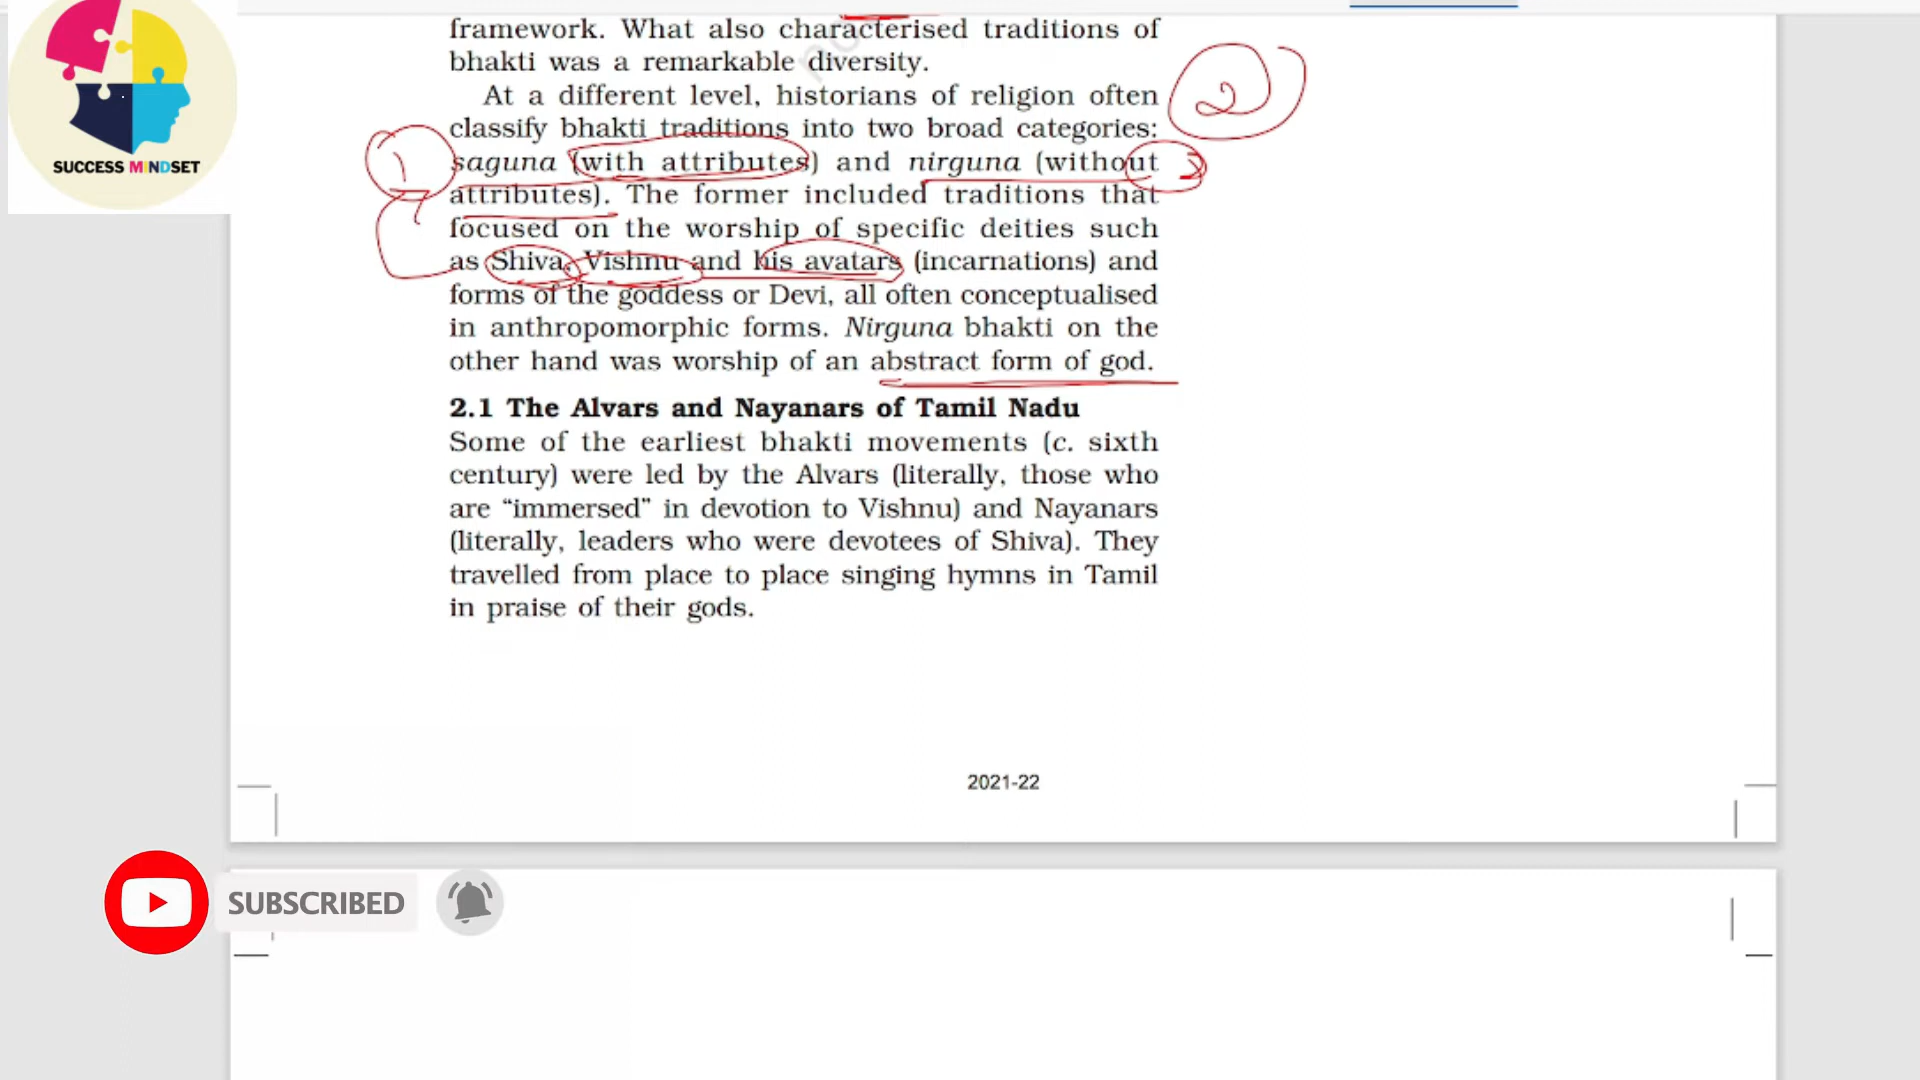 framework. What also characterised traditions of
bhakti was a remarkable diversity.
At a different level, historians of religion often
classify bhakti traditions into two broad categories:
saguna (with attributes) and nirguna (without
attributes). The former included traditions that
focused on the worship of specific deities such
as Shiva, Vishnu and his avatars (incarnations) and
forms of the goddess or Devi, all often conceptualised
in anthropomorphic forms. Nirguna bhakti on the
other hand was worship of an abstract form of god.
2.1 The Alvars and Nayanars of Tamil Nadu
Some of the earliest bhakti movements (c. sixth
century) were led by the Alvars (literally, those who
are “immersed” in devotion to Vishnu) and Nayanars
(literally, leaders who were devotees of Shiva). They
travelled from place to place singing hymns in Tamil
in praise of their gods.
2021-22
SUCCESS MINDSET
SUBSCRIBED
1
2
2